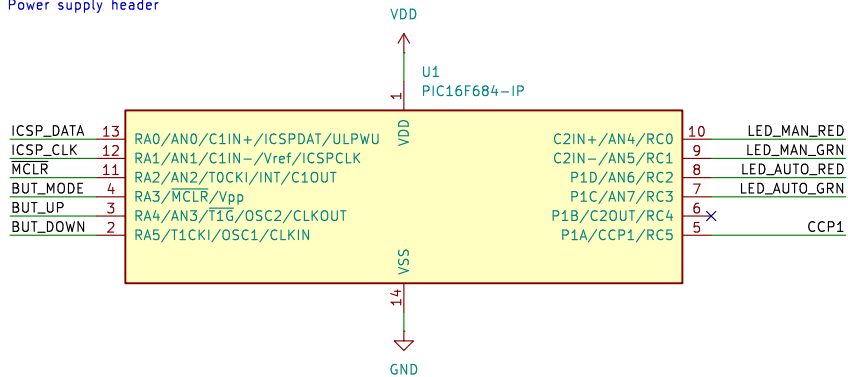 Power supply header
VDD
U1
PIC16F684-IP
1
VDD
ICSP_DATA 13 RA0/AN0/C1IN+/ICSPDAT/ULPWU C2IN+/AN4/RC0 10 LED_MAN_RED
ICSP_CLK 12 RA1/AN1/C1IN-/Vref/ICSPCLK C2IN-/AN5/RC1 9 LED_MAN_GRN
MCLR 11 RA2/AN2/T0CKI/INT/C1OUT P1D/AN6/RC2 8 LED_AUTO_RED
BUT_MODE 4 RA3/MCLR/Vpp P1C/AN7/RC3 7 LED_AUTO_GRN
BUT_UP 3 RA4/AN3/T1G/OSC2/CLKOUT P1B/C2OUT/RC4 6
BUT_DOWN 2 RA5/T1CKI/OSC1/CLKIN P1A/CCP1/RC5 5 CCP1
VSS
14
GND